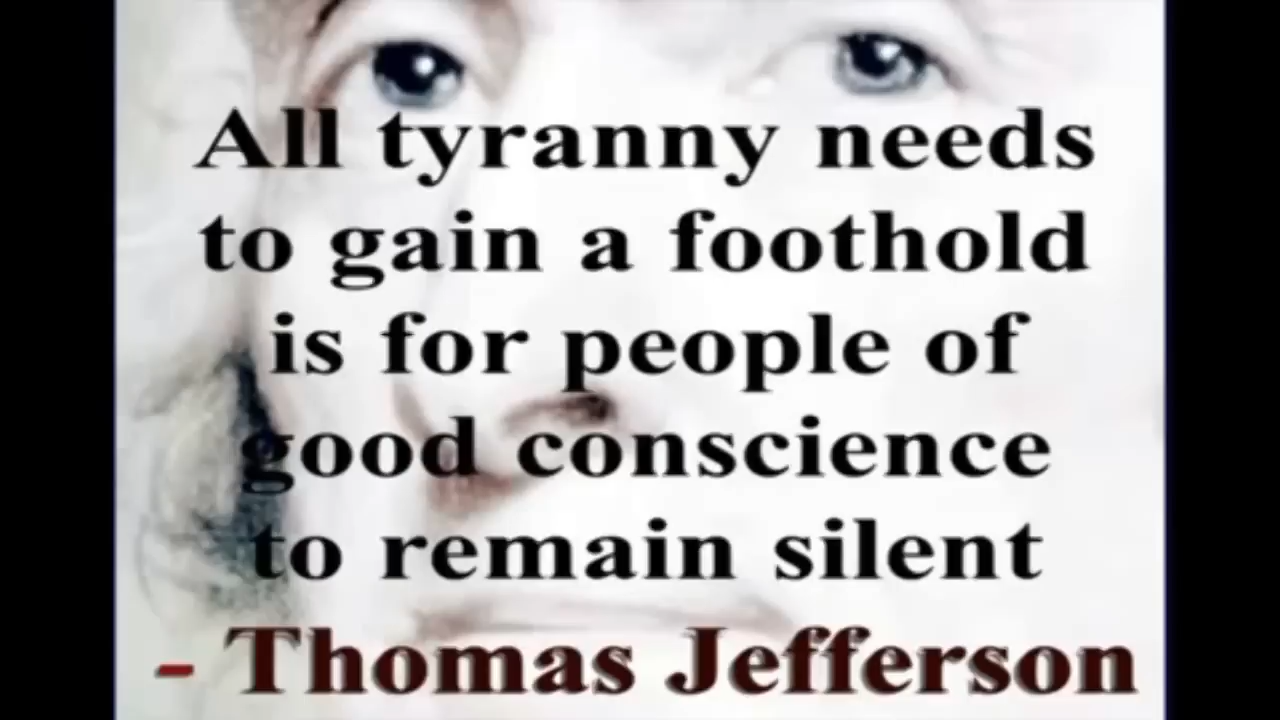 All tyranny needs
to gain a foothold
is for people of
good conscience
to remain silent
- Thomas Jefferson